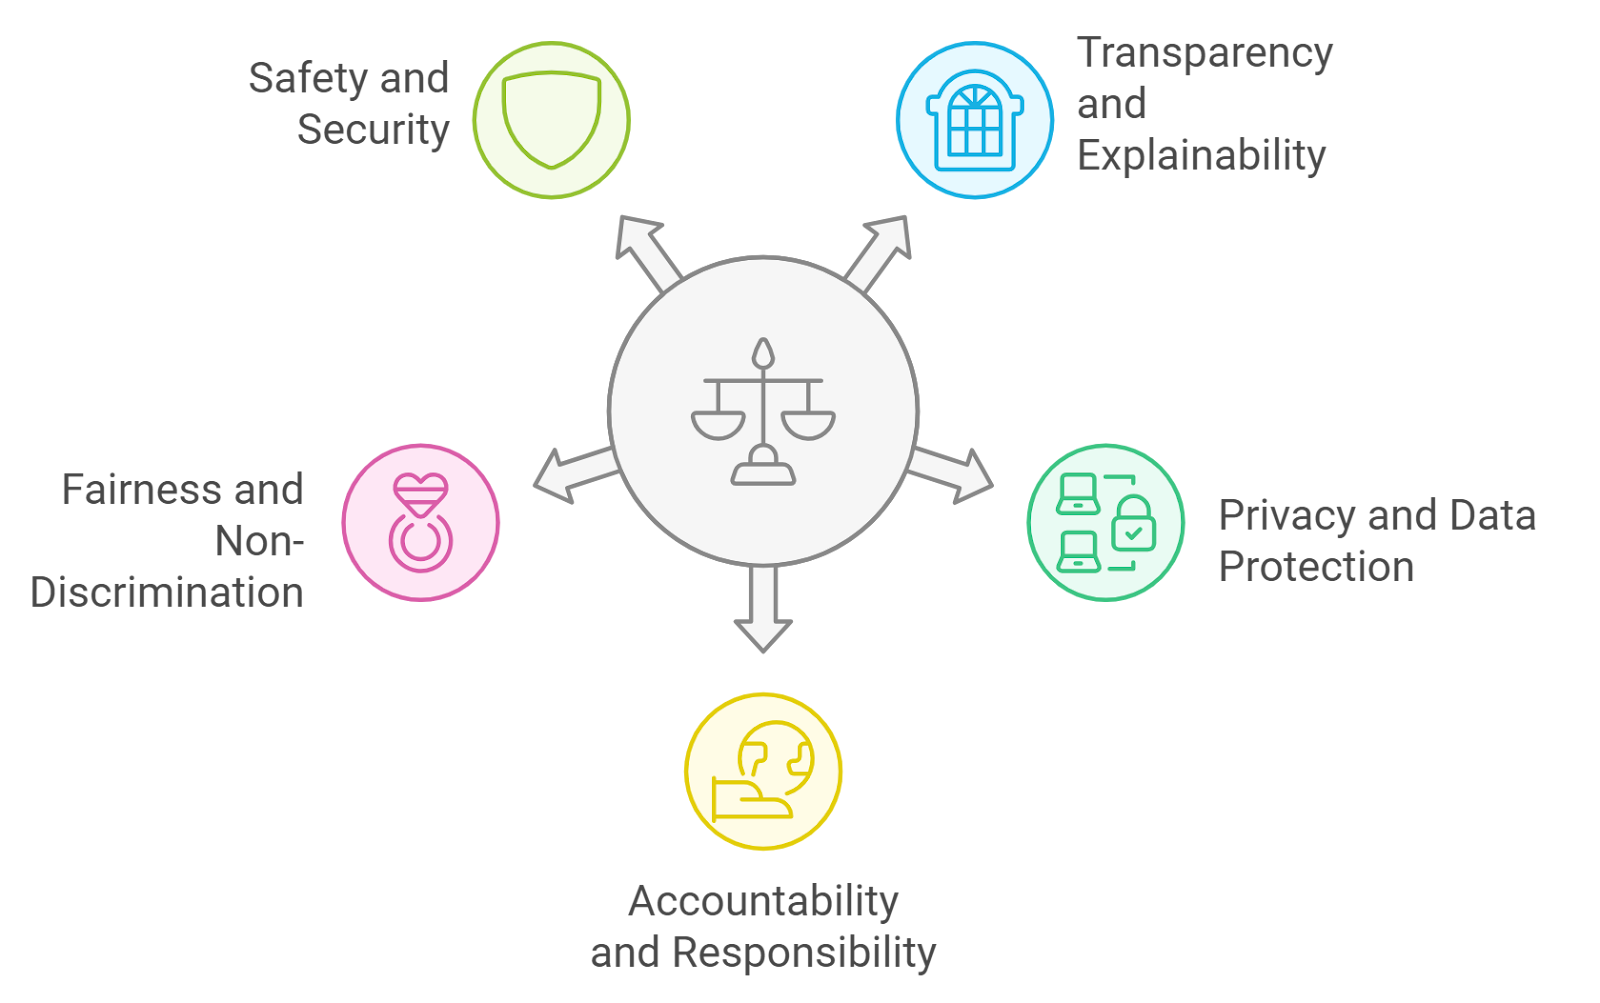 Safety and
Security
Transparency
and
Explainability
Fairness and
Non-
Discrimination
Privacy and Data
Protection
Accountability
and Responsibility